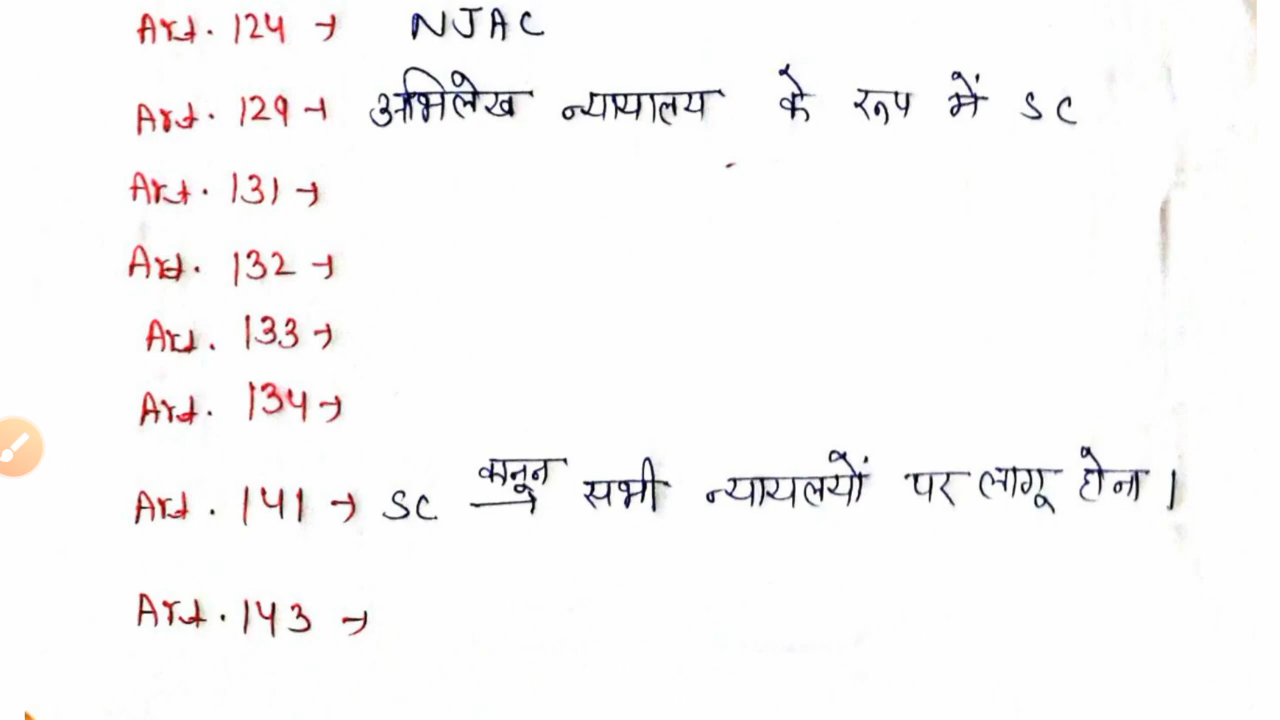 Art. 124 → NJAC
Art. 129 → अभिलेख न्यायालय के रूप में SC
Art. 131 →
Art. 132 →
Art. 133 →
Art. 134 →
Art. 141 → SC कानून → सभी न्यायलयों पर लागू होना ।
Art. 143 →